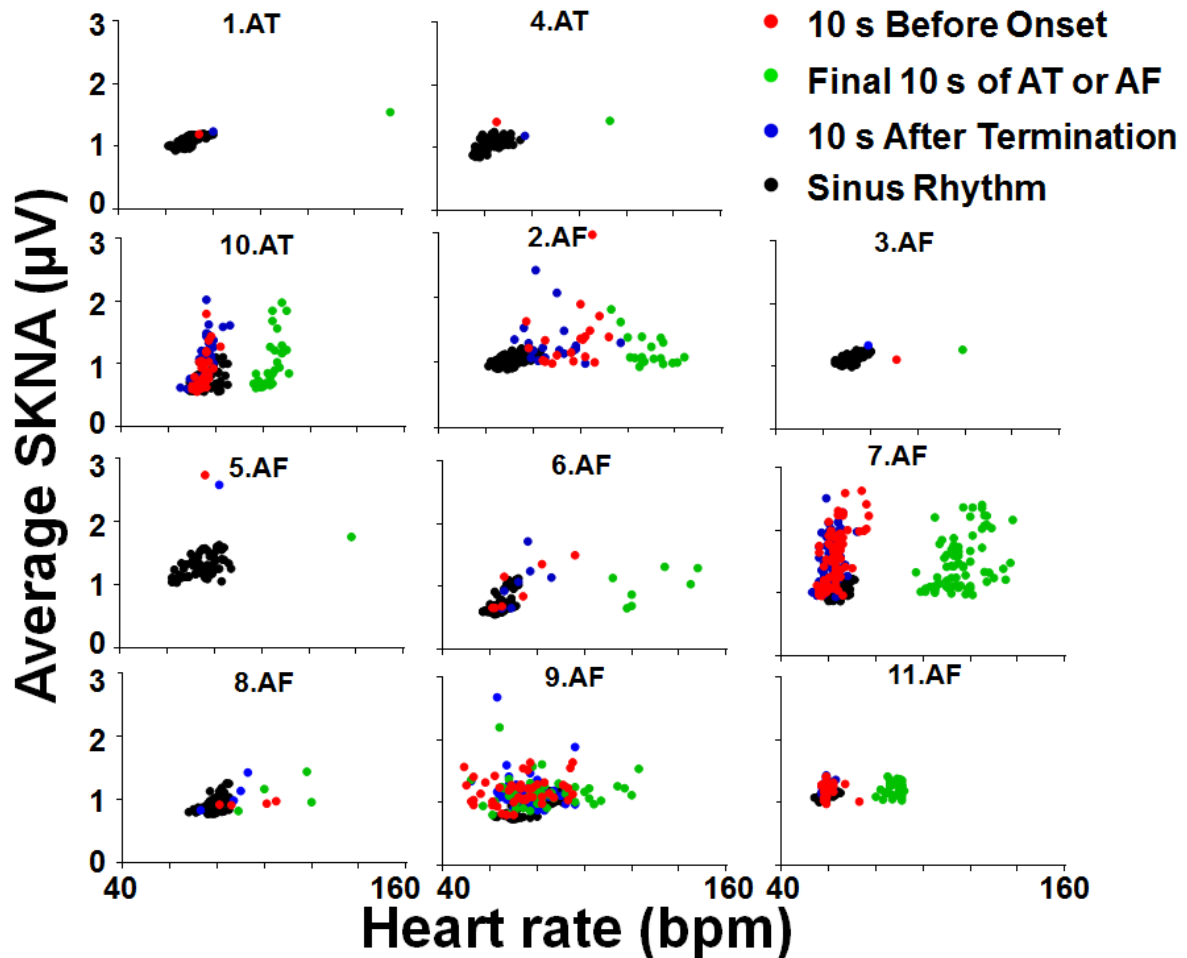 1.AT
4.AT
10 s Before Onset
Final 10 s of AT or AF
10 s After Termination
Sinus Rhythm
3
2
1
0
10.AT
2.AF
3.AF
3
2
1
0
5.AF
6.AF
7.AF
3
2
1
0
8.AF
9.AF
11.AF
3
2
1
0
40
160
40
160
40
160
Average SKNA (µV)
Heart rate (bpm)